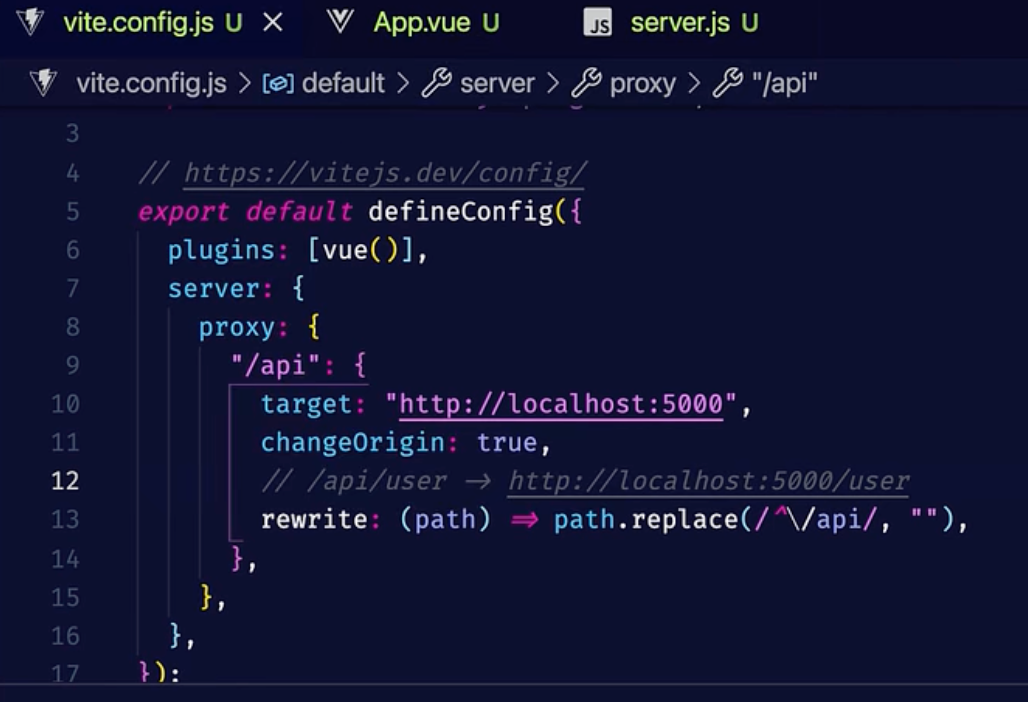 vite.config.js U × App.vue U JS server.js U
vite.config.js > default > server > proxy > "/api"
3
4 // https://vitejs.dev/config/
5 export default defineConfig({
6 plugins: [vue()],
7 server: {
8 proxy: {
9 "/api": {
10 target: "http://localhost:5000",
11 changeOrigin: true,
12 // /api/user → http://localhost:5000/user
13 rewrite: (path) ⇒ path.replace(/^\/api/, ""),
14 },
15 },
16 },
17 });